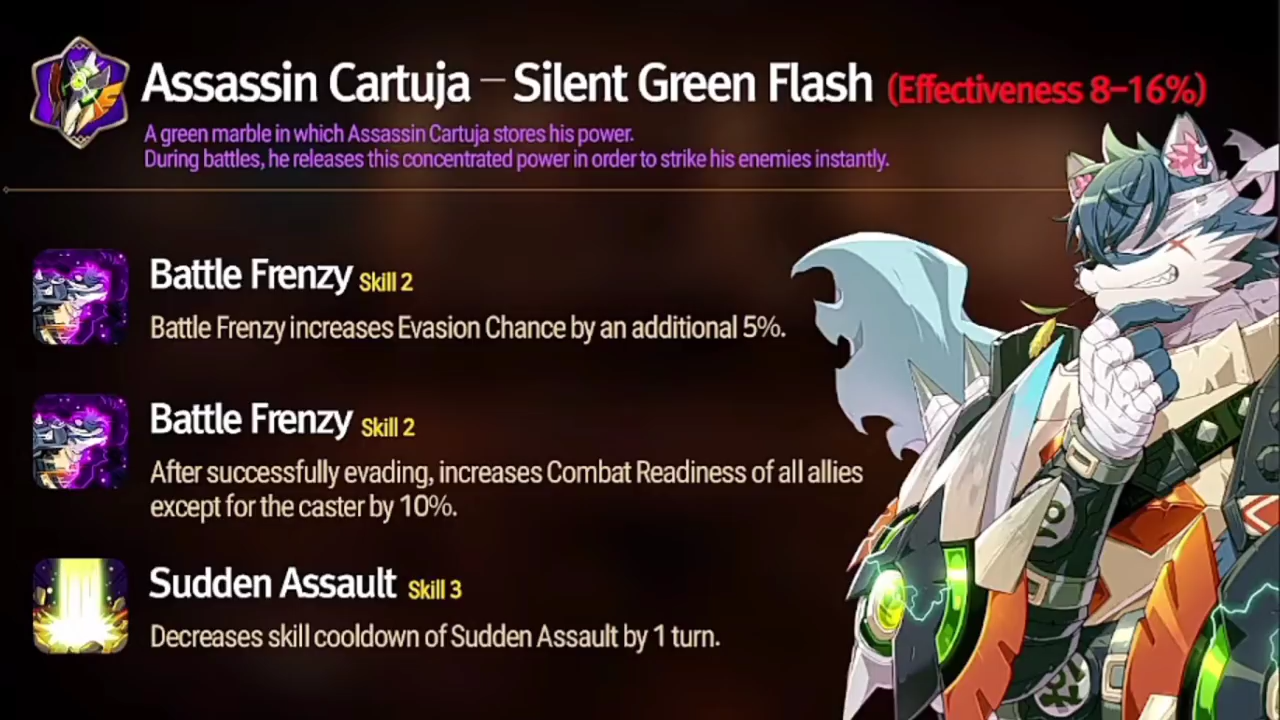 Assassin Cartuja – Silent Green Flash (Effectiveness 8–16%)
A green marble in which Assassin Cartuja stores his power.
During battles, he releases this concentrated power in order to strike his enemies instantly.
Battle Frenzy Skill 2
Battle Frenzy increases Evasion Chance by an additional 5%.
Battle Frenzy Skill 2
After successfully evading, increases Combat Readiness of all allies
except for the caster by 10%.
Sudden Assault Skill 3
Decreases skill cooldown of Sudden Assault by 1 turn.